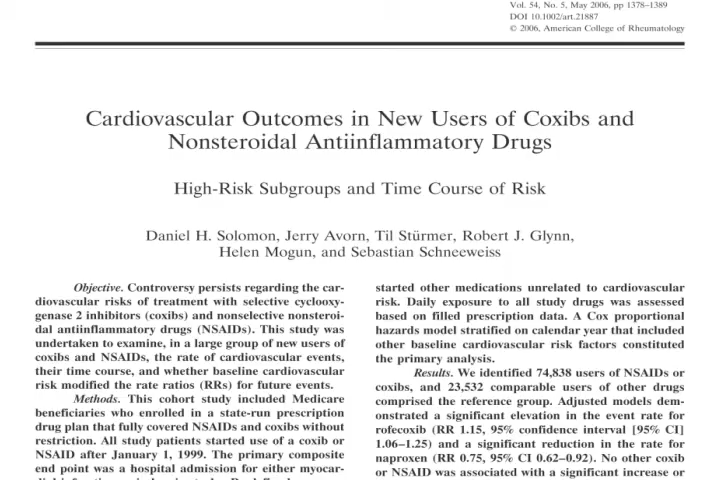 Vol. 54, No. 5, May 2006, pp 1378–1389
DOI 10.1002/art.21887
© 2006, American College of Rheumatology
Cardiovascular Outcomes in New Users of Coxibs and
Nonsteroidal Antiinflammatory Drugs
High-Risk Subgroups and Time Course of Risk
Daniel H. Solomon, Jerry Avorn, Til Stürmer, Robert J. Glynn,
Helen Mogun, and Sebastian Schneeweiss
Objective. Controversy persists regarding the car-
diovascular risks of treatment with selective cyclooxy-
genase 2 inhibitors (coxibs) and nonselective nonsteroi-
dal antiinflammatory drugs (NSAIDs). This study was
undertaken to examine, in a large group of new users of
coxibs and NSAIDs, the rate of cardiovascular events,
their time course, and whether baseline cardiovascular
risk modified the rate ratios (RRs) for future events.
Methods. This cohort study included Medicare
beneficiaries who enrolled in a state-run prescription
drug plan that fully covered NSAIDs and coxibs without
restriction. All study patients started use of a coxib or
NSAID after January 1, 1999. The primary composite
end point was a hospital admission for either myocar-
started other medications unrelated to cardiovascular
risk. Daily exposure to all study drugs was assessed
based on filled prescription data. A Cox proportional
hazards model stratified on calendar year that included
other baseline cardiovascular risk factors constituted
the primary analysis.
Results. We identified 74,838 users of NSAIDs or
coxibs, and 23,532 comparable users of other drugs
comprised the reference group. Adjusted models dem-
onstrated a significant elevation in the event rate for
rofecoxib (RR 1.15, 95% confidence interval [95% CI]
1.06–1.25) and a significant reduction in the rate for
naproxen (RR 0.75, 95% CI 0.62–0.92). No other coxib
or NSAID was associated with a significant increase or